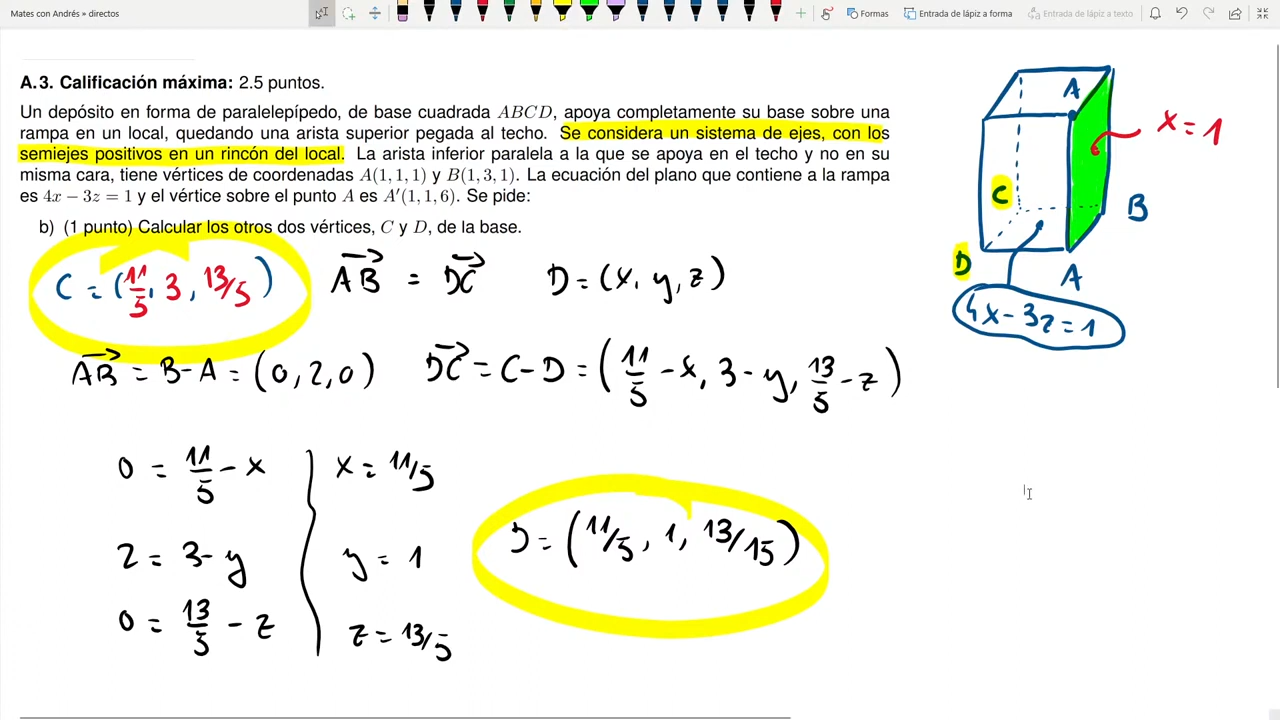 Mates con Andrés » directos
Formas
Entrada de lápiz a forma
Entrada de lápiz a texto
A.3. Calificación máxima: 2.5 puntos.
Un depósito en forma de paralelepípedo, de base cuadrada ABCD, apoya completamente su base sobre una
rampa en un local, quedando una arista superior pegada al techo. Se considera un sistema de ejes, con los
semiejes positivos en un rincón del local. La arista inferior paralela a la que se apoya en el techo y no en su
misma cara, tiene vértices de coordenadas A(1,1,1) y B(1,3,1). La ecuación del plano que contiene a la rampa
es 4x − 3z = 1 y el vértice sobre el punto A es A′(1,1,6). Se pide:
b) (1 punto) Calcular los otros dos vértices, C y D, de la base.
A
x = 1
C
B
D
A
4x - 3z = 1
C = (11/5, 3, 13/5)
AB = DC
D = (x, y, z)
AB = B-A = (0, 2, 0)
DC = C-D = (11/5 - x, 3 - y, 13/5 - z)
0 = 11/5 - x
x = 11/5
2 = 3 - y
y = 1
0 = 13/5 - z
z = 13/5
D = (11/5, 1, 13/15)